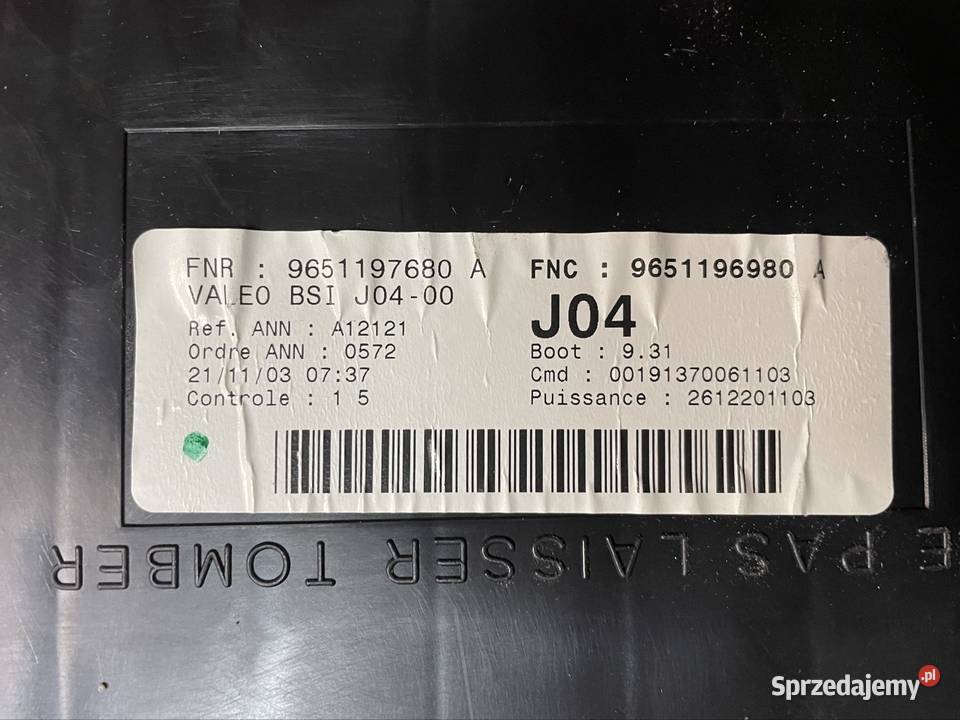 FNR : 9651197680 A
VALEO BSI J04-00
Ref. ANN : A12121
Ordre ANN : 0572
21/11/03 07:37
Controle : 1 5
FNC : 9651196980 A
J04
Boot : 9.31
Cmd : 00191370061103
Puissance : 2612201103
E PAS LAISSER TOMBER
Sprzedajemy.pl